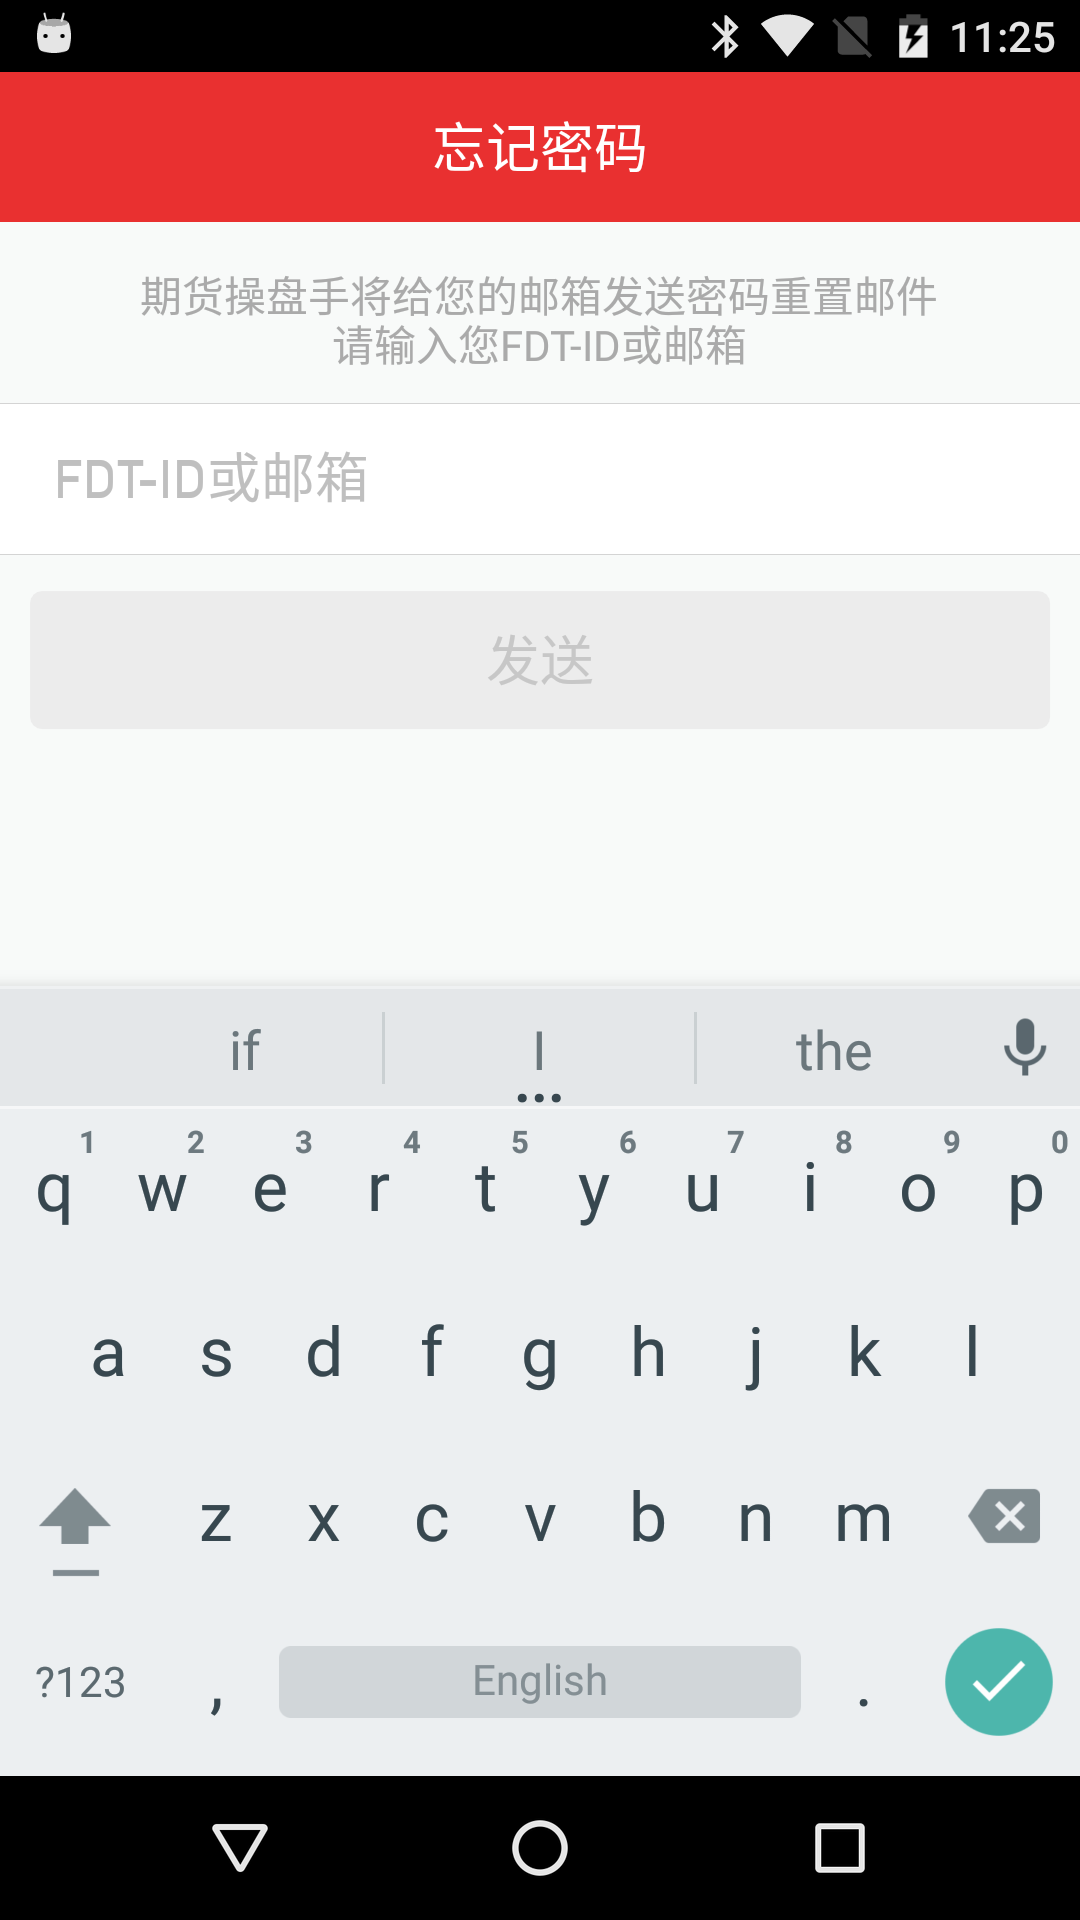 11:25
忘记密码
期货操盘手将给您的邮箱发送密码重置邮件
请输入您FDT-ID或邮箱
FDT-ID或邮箱
发送
if I the
1 2 3 4 5 6 7 8 9 0
q w e r t y u i o p
a s d f g h j k l
z x c v b n m
?123 , English .